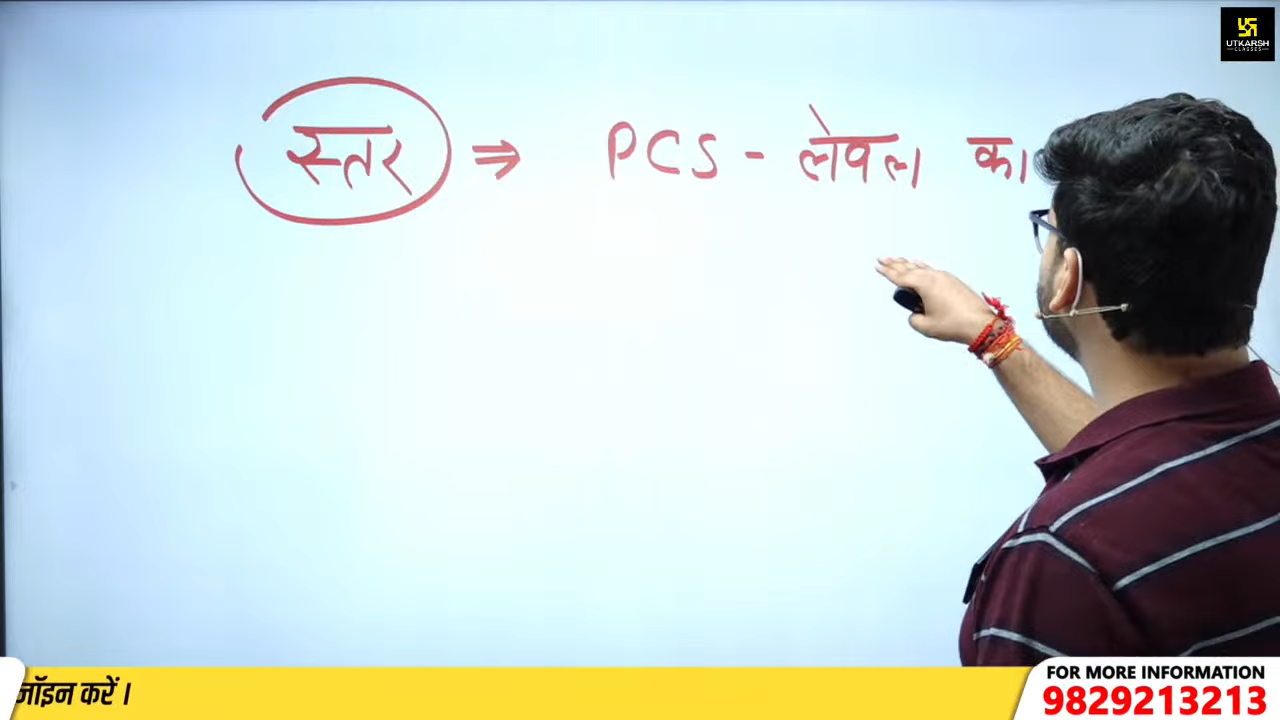 UTKARSH
CLASSES
स्तर ⇒ PCS - लेवल का
जॉइन करें ।
FOR MORE INFORMATION
9829213213